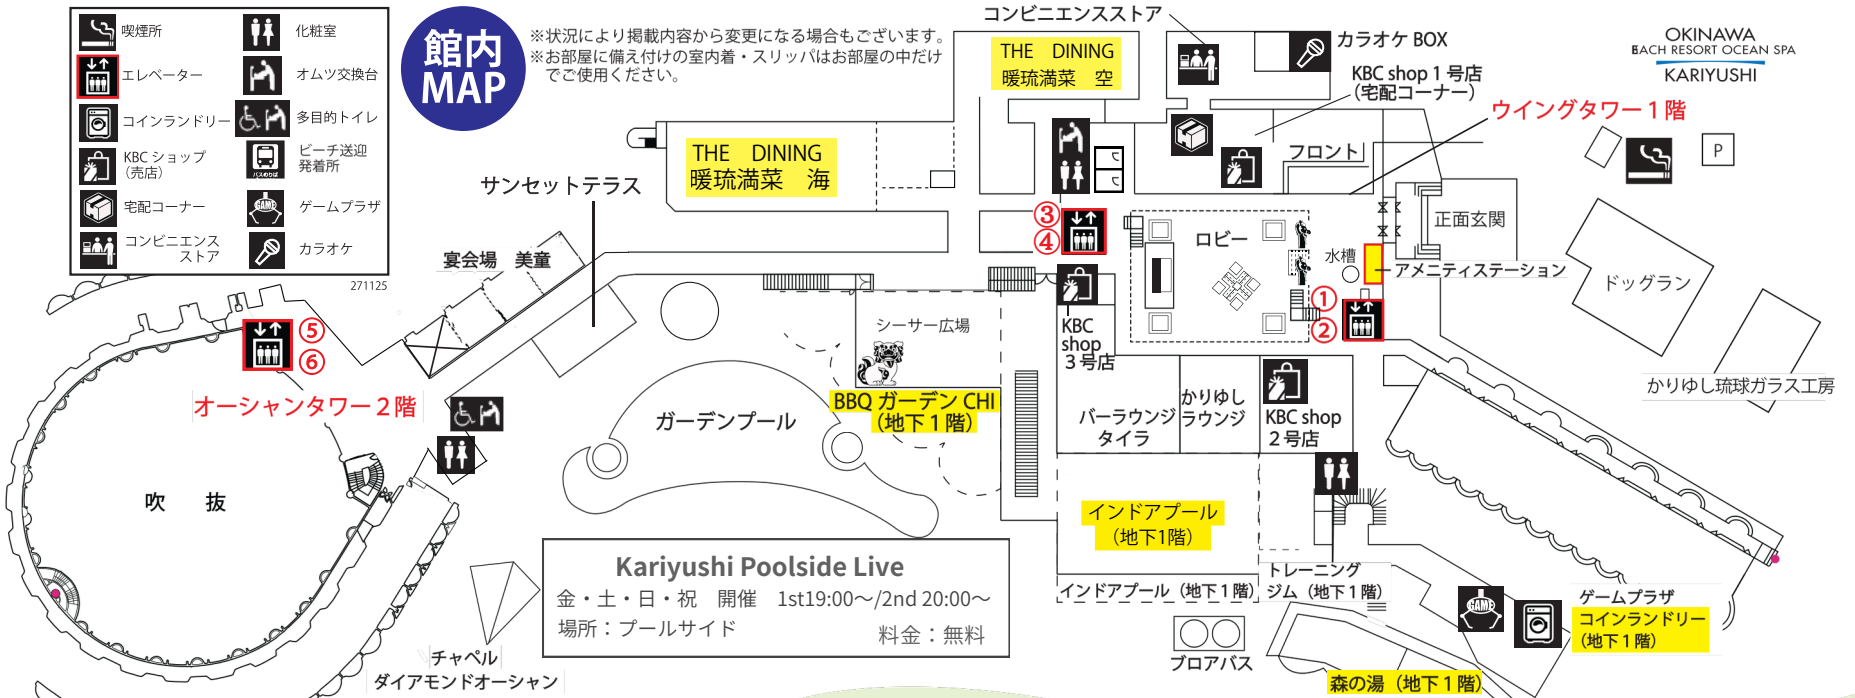 喫煙所
化粧室
エレベーター
オムツ交換台
コインランドリー
多目的トイレ
KBC ショップ
（売店）
ビーチ送迎
発着所
バスのりば
宅配コーナー
GAME
ゲームプラザ
コンビニエンス
ストア
カラオケ
271125
館内
MAP
※状況により掲載内容から変更になる場合もございます。
※お部屋に備え付けの室内着・スリッパはお部屋の中だけ
でご使用ください。
コンビニエンスストア
THE DINING
暖琉満菜 空
カラオケ BOX
KBC shop 1 号店
（宅配コーナー）
OKINAWA
EACH RESORT OCEAN SPA
KARIYUSHI
ウイングタワー 1 階
THE DINING
暖琉満菜 海
フロント
P
サンセットテラス
③
④
ロビー
正面玄関
宴会場 美童
水槽
アメニティステーション
ドッグラン
①
②
⑤
⑥
シーサー広場
KBC
shop
3 号店
かりゆし琉球ガラス工房
オーシャンタワー 2 階
BBQ ガーデン CHI
（地下 1 階）
ガーデンプール
バーラウンジ
タイラ
かりゆし
ラウンジ
KBC shop
2 号店
吹 抜
インドアプール
（地下1階）
Kariyushi Poolside Live
金・土・日・祝 開催 1st19:00～/2nd 20:00～
場所：プールサイド 料金：無料
インドアプール（地下 1 階）
トレーニング
ジム（地下 1 階）
GAME
ゲームプラザ
コインランドリー
（地下 1 階）
ブロアバス
チャペル
ダイアモンドオーシャン
森の湯（地下 1 階）